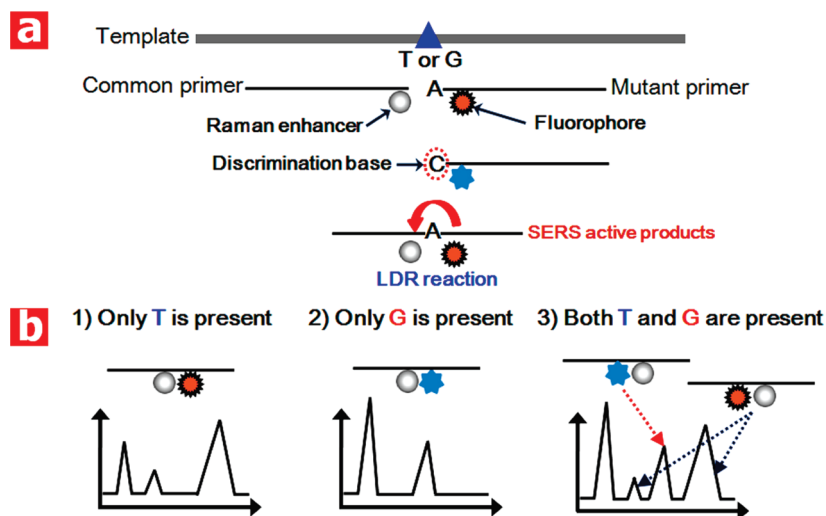 a
Template
T or G
Common primer
A
Mutant primer
Raman enhancer
Fluorophore
Discrimination base
C
A
SERS active products
LDR reaction
b
1) Only T is present
2) Only G is present
3) Both T and G are present